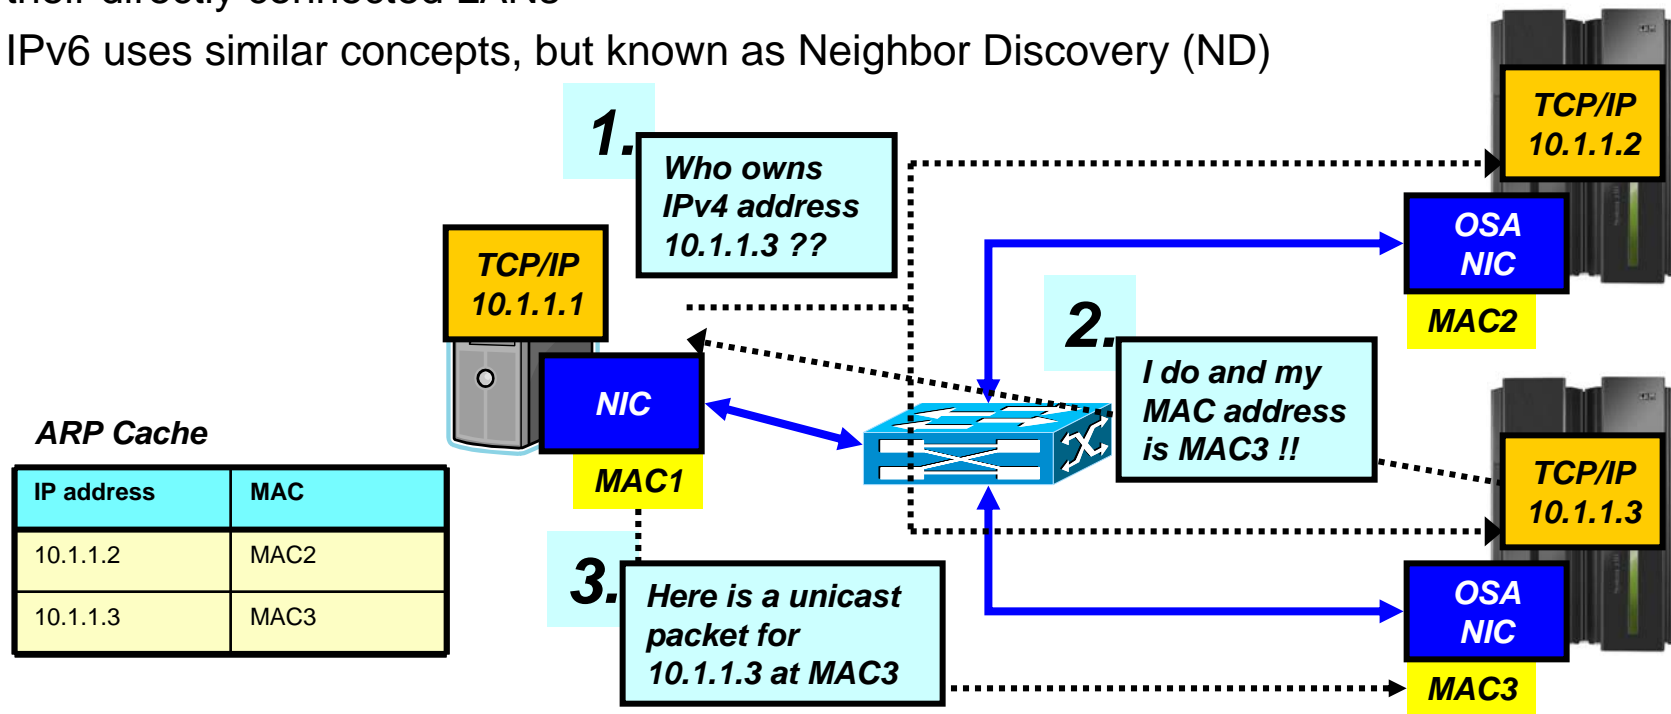 their directly connected LANs
IPv6 uses similar concepts, but known as Neighbor Discovery (ND)
1.
Who owns
IPv4 address
10.1.1.3 ??
TCP/IP
10.1.1.1
NIC
MAC1
TCP/IP
10.1.1.2
OSA
NIC
MAC2
2.
I do and my
MAC address
is MAC3 !!
TCP/IP
10.1.1.3
OSA
NIC
MAC3
ARP Cache
IP address MAC
10.1.1.2 MAC2
10.1.1.3 MAC3
3.
Here is a unicast
packet for
10.1.1.3 at MAC3